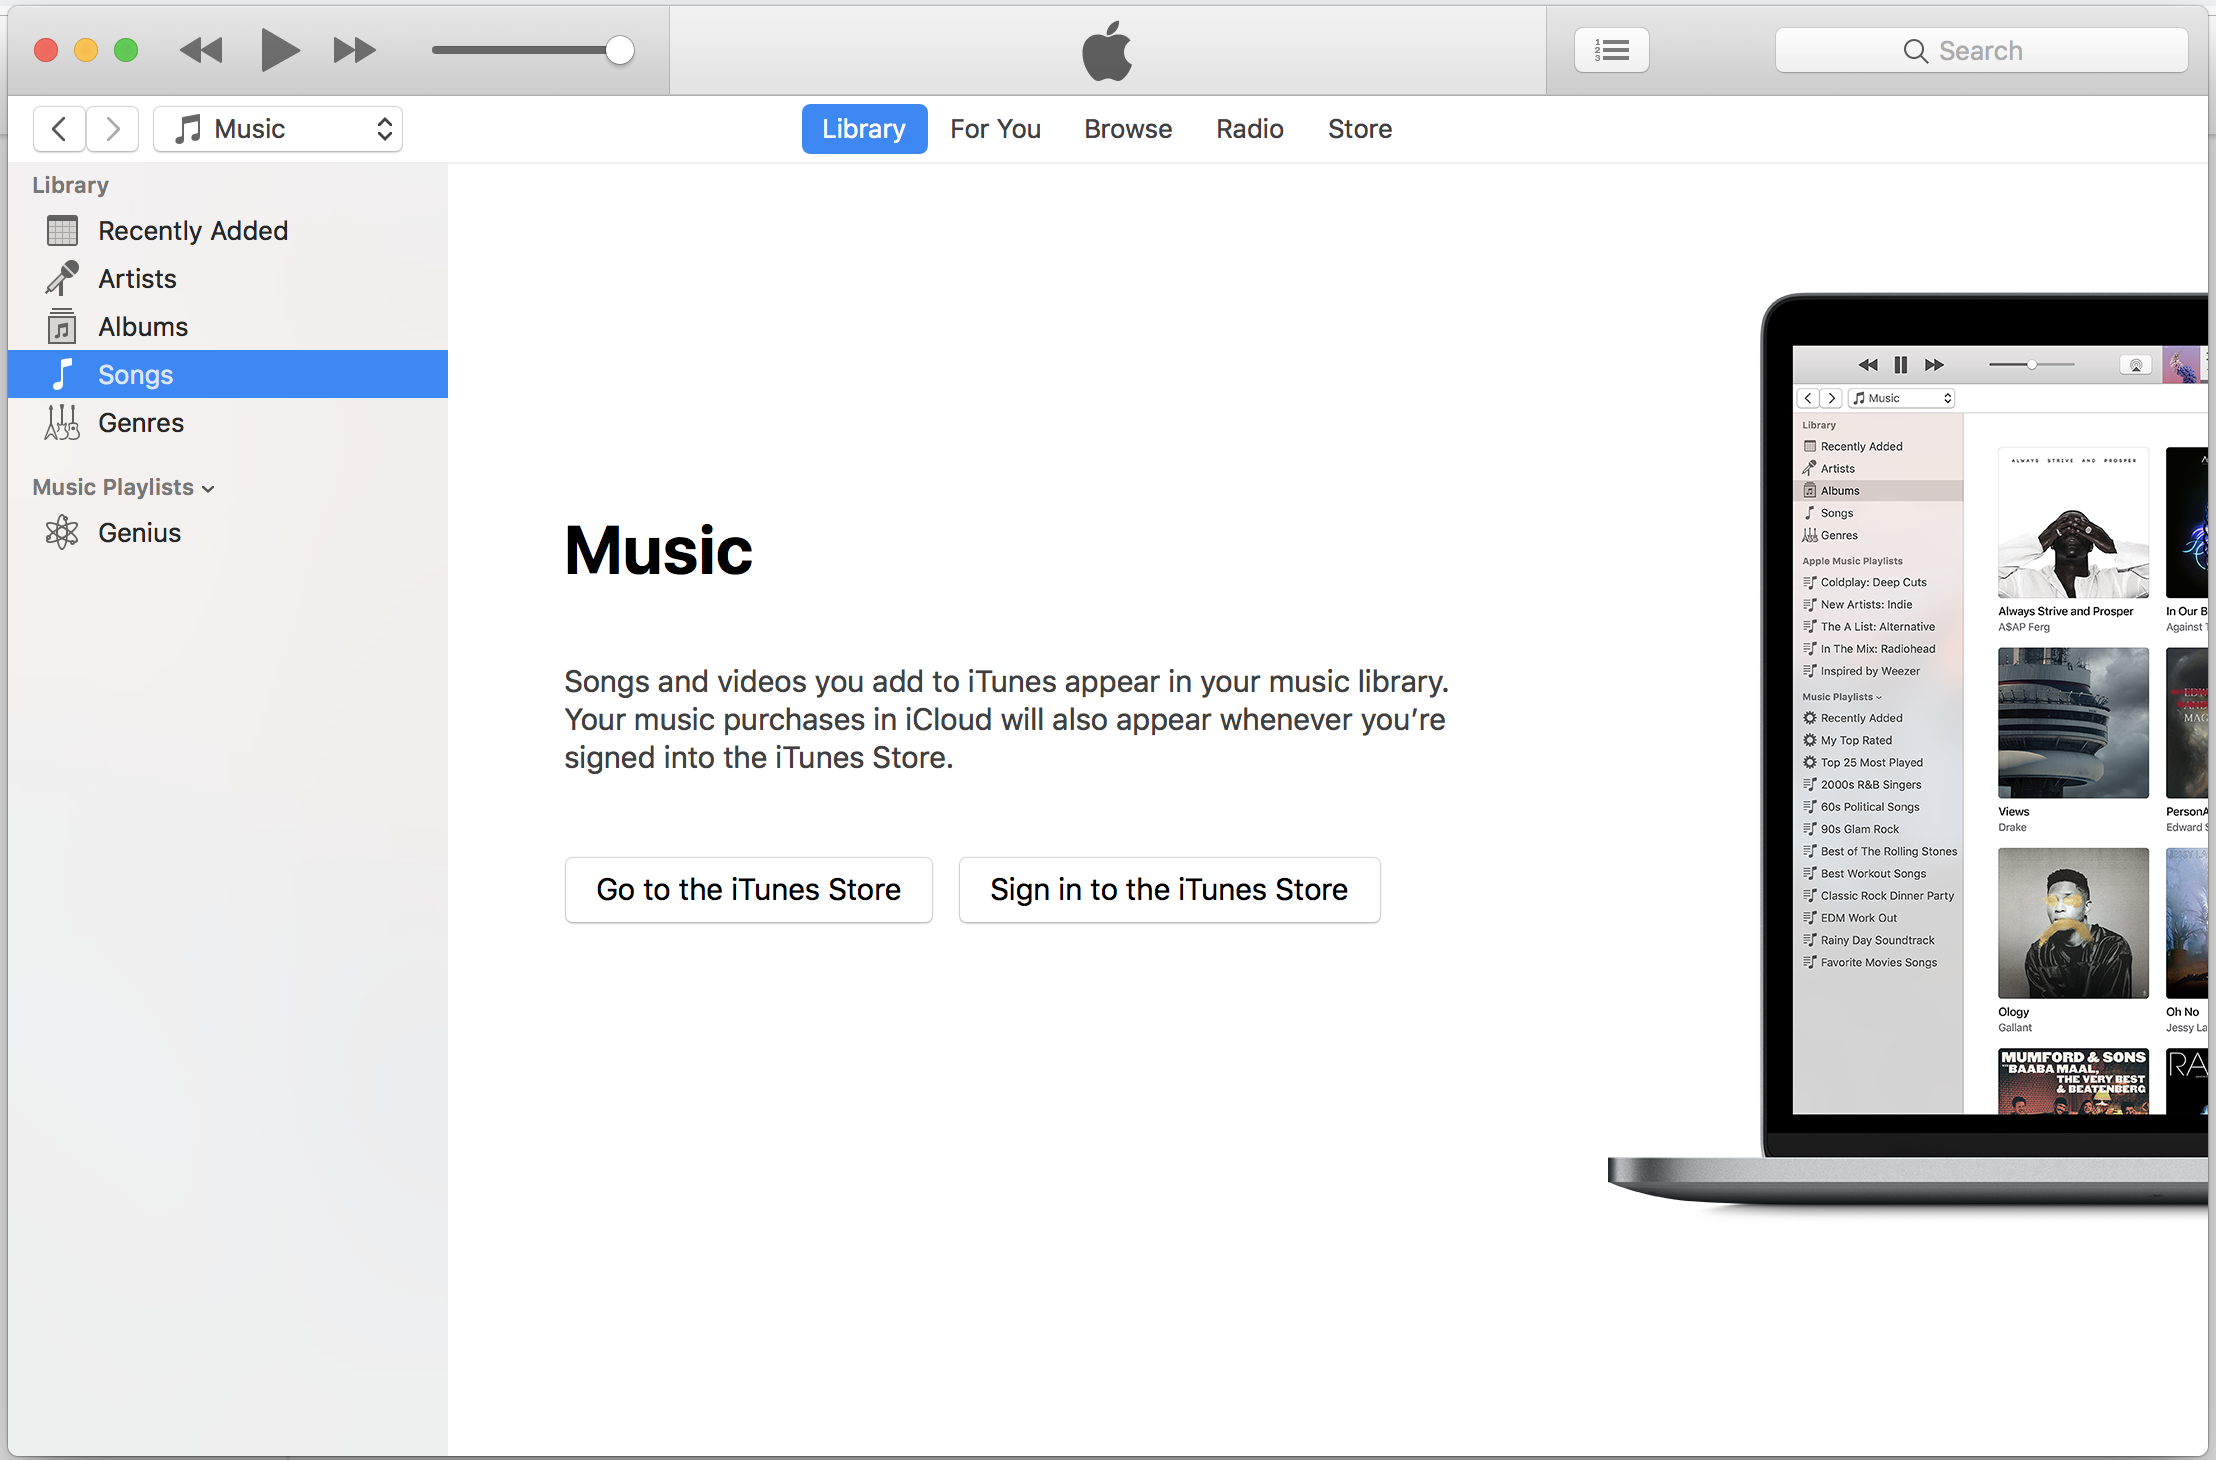 Search
Music
Library
For You
Browse
Radio
Store
Library
Recently Added
Artists
Albums
Songs
Genres
Music Playlists
Genius
Music
Songs and videos you add to iTunes appear in your music library.
Your music purchases in iCloud will also appear whenever you’re
signed into the iTunes Store.
Go to the iTunes Store
Sign in to the iTunes Store
Music
Library
Recently Added
Artists
Albums
Songs
Genres
Apple Music Playlists
Coldplay: Deep Cuts
New Artists: Indie
The A List: Alternative
In The Mix: Radiohead
Inspired by Weezer
Music Playlists
Recently Added
My Top Rated
Top 25 Most Played
2000s R&B Singers
60s Political Songs
90s Glam Rock
Best of The Rolling Stones
Best Workout Songs
Classic Rock Dinner Party
EDM Work Out
Rainy Day Soundtrack
Favorite Movies Songs
ALWAYS STRIVE AND PROSPER
Always Strive and Prosper
A$AP Ferg
In Our B
Against T
Views
Drake
PersonA
Edward S
Ology
Gallant
Oh No
Jessy La
MUMFORD & SONS
BAABA MAAL,
THE VERY BEST
& BEATENBERG
RA